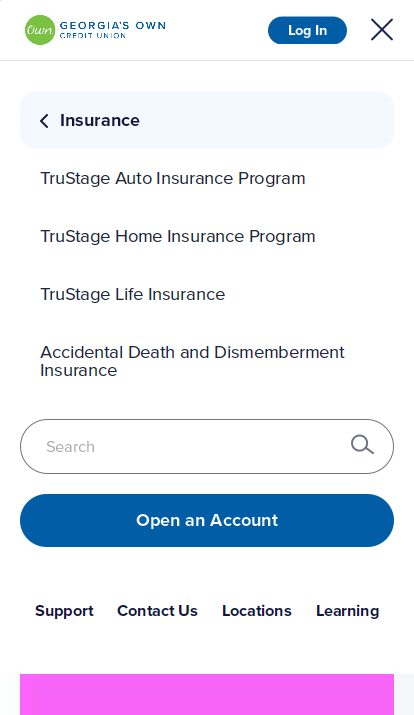 Own
GEORGIA'S OWN
CREDIT UNION
Log In
Insurance
TruStage Auto Insurance Program
TruStage Home Insurance Program
TruStage Life Insurance
Accidental Death and Dismemberment
Insurance
Search
Open an Account
Support Contact Us Locations Learning